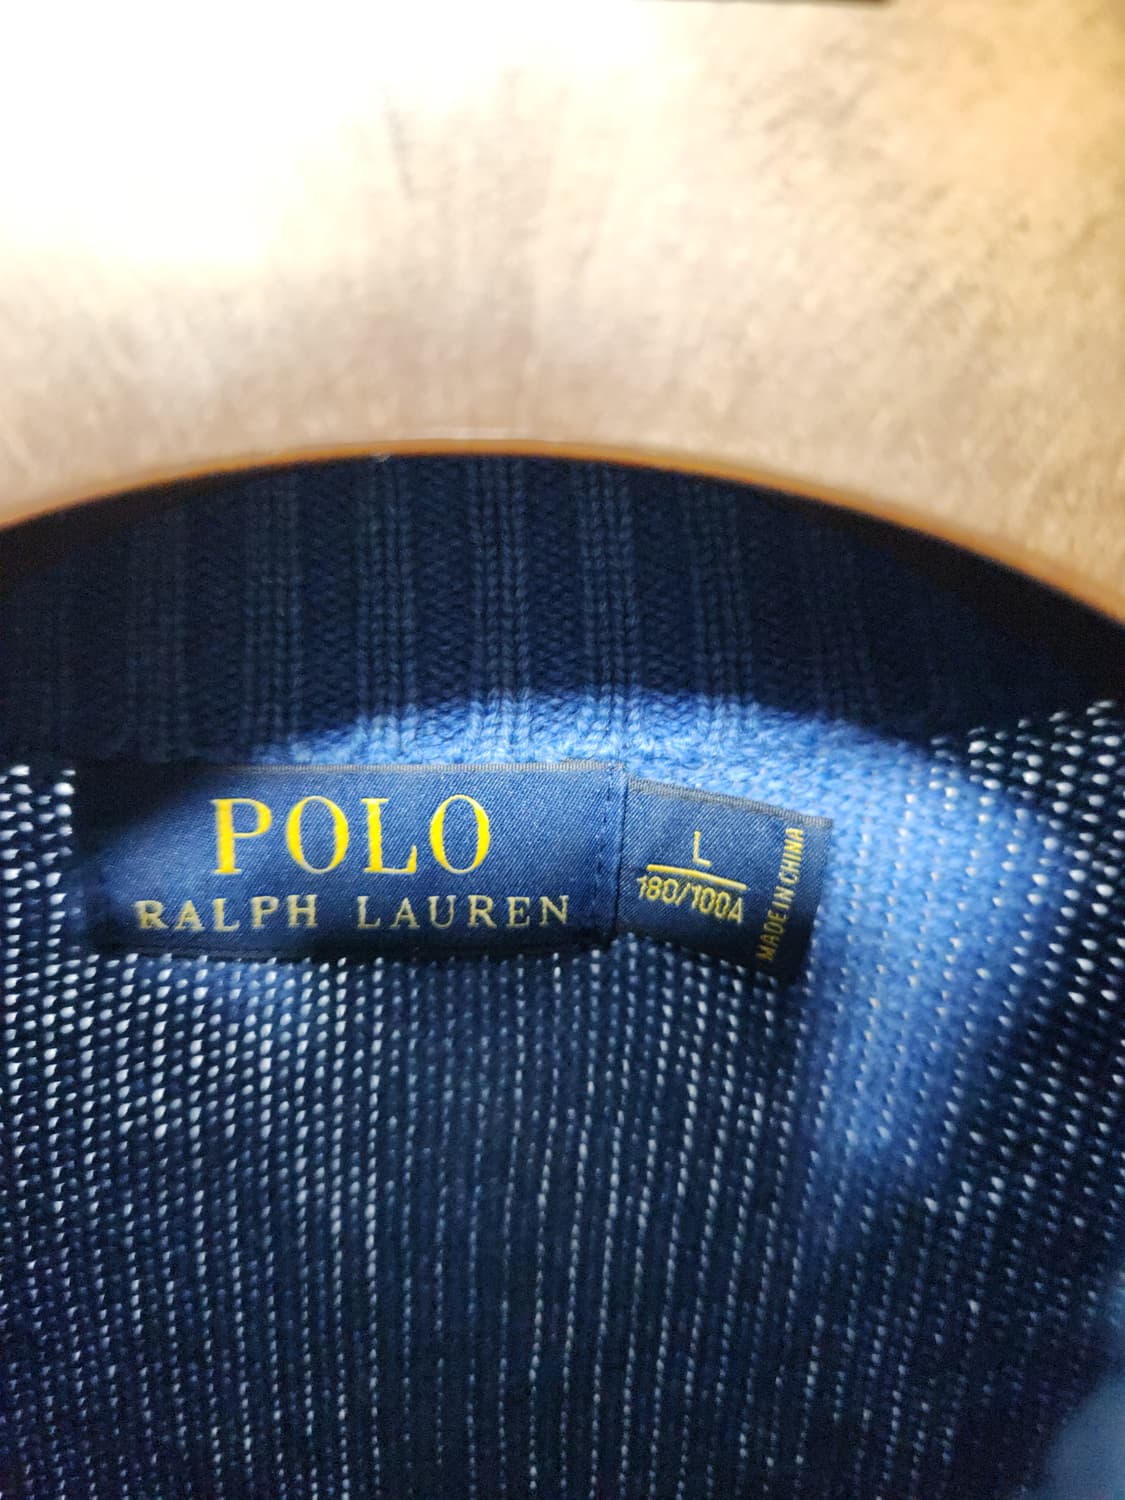 POLO
RALPH LAUREN
L
180/100A
MADE IN CHINA